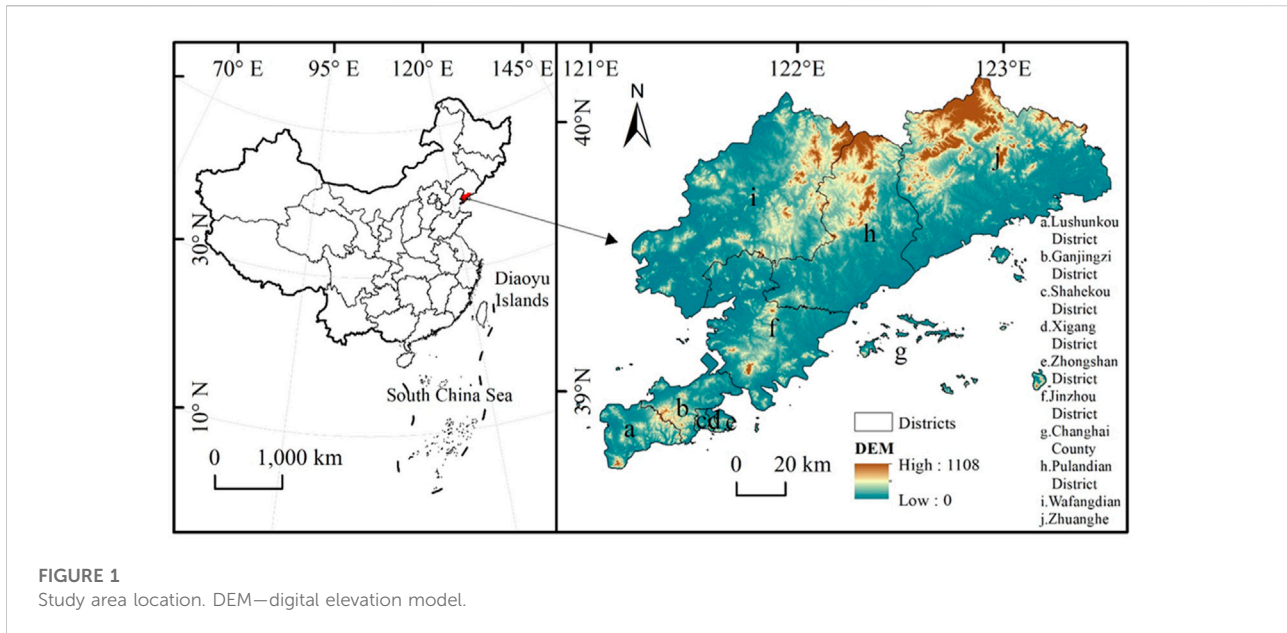 70° E
95° E
120° E
145° E
121°E
122°E
123°E
30°N
10° N
40°N
39°N
N
Diaoyu
Islands
South China Sea
0
1,000 km
i
j
h
f
g
b
a
c
d
e
a.Lushunkou
District
b.Ganjingzi
District
c.Shahekou
District
d.Xigang
District
e.Zhongshan
District
f.Jinzhou
District
g.Changhai
County
h.Pulandian
District
i.Wafangdian
j.Zhuanghe
Districts
DEM
High : 1108
Low : 0
0
20 km
FIGURE 1
Study area location. DEM—digital elevation model.